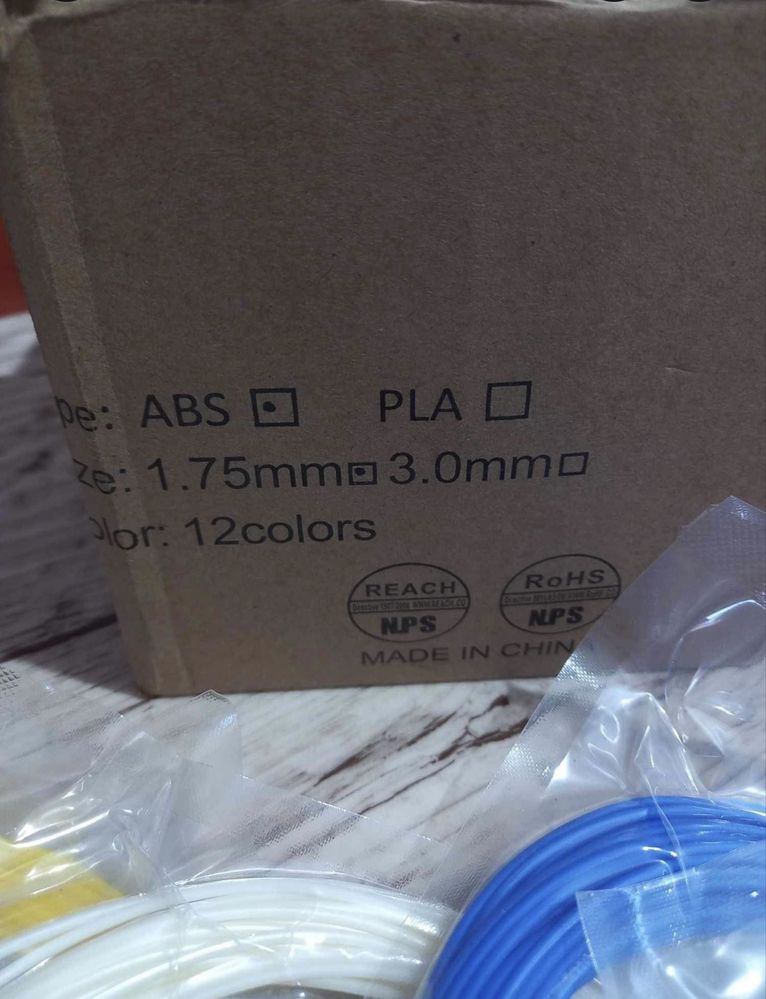 pe: ABS PLA
ze: 1.75mm 3.0mm
olor: 12colors
REACH
NPS
RoHS
NPS
MADE IN CHIN